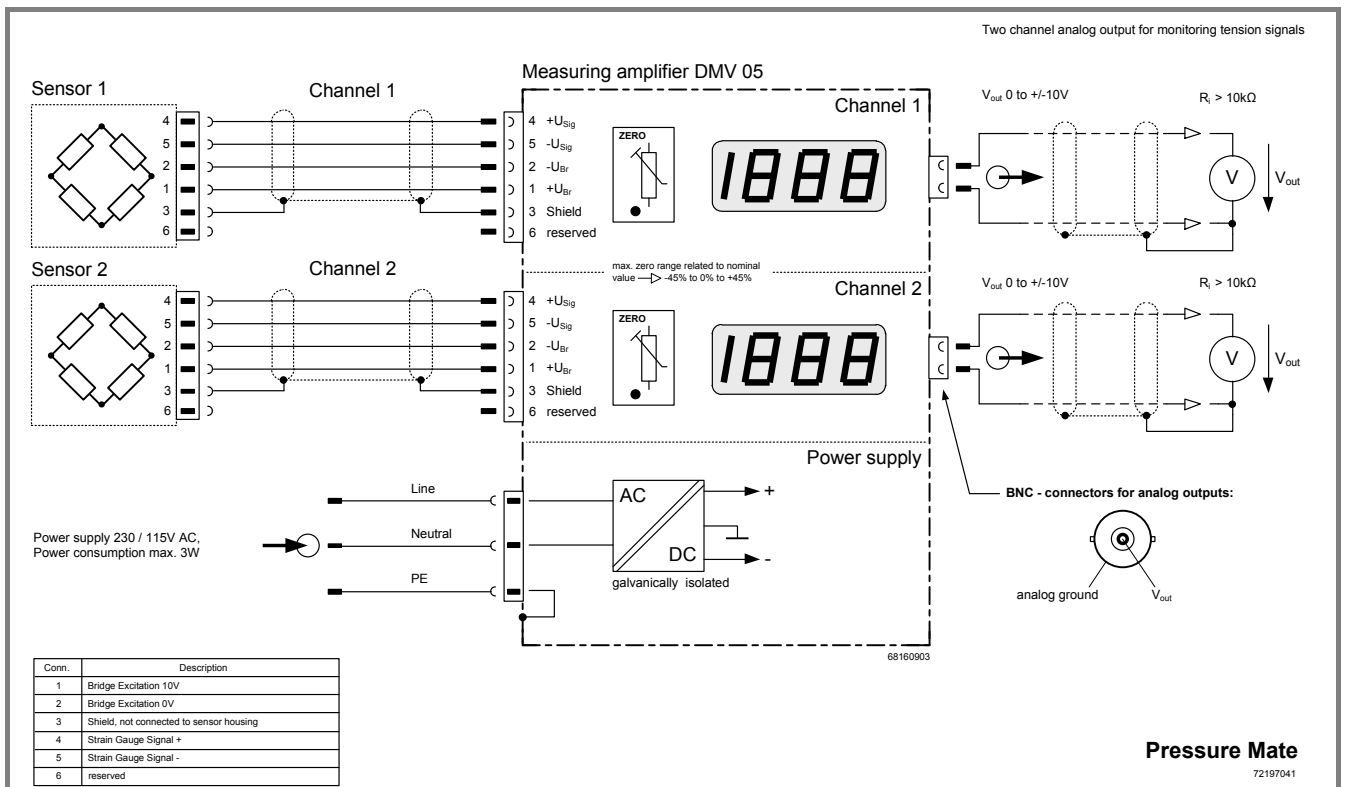 Two channel analog output for monitoring tension signals
Measuring amplifier DMV 05
Sensor 1
Channel 1
4
5
2
1
3
6
4 +USig
5 -USig
2 -UBr
1 +UBr
3 Shield
6 reserved
Channel 1
ZERO
1888
Vout 0 to +/-10V
Ri > 10kΩ
V
Vout
max. zero range related to nominal
value -45% to 0% to +45%
Sensor 2
Channel 2
4
5
2
1
3
6
4 +USig
5 -USig
2 -UBr
1 +UBr
3 Shield
6 reserved
Channel 2
ZERO
1888
Vout 0 to +/-10V
Ri > 10kΩ
V
Vout
Power supply
Power supply 230 / 115V AC,
Power consumption max. 3W
Line
Neutral
PE
AC
DC
+
-
galvanically isolated
BNC - connectors for analog outputs:
analog ground
Vout
68160903
Conn. Description
1 Bridge Excitation 10V
2 Bridge Excitation 0V
3 Shield, not connected to sensor housing
4 Strain Gauge Signal +
5 Strain Gauge Signal -
6 reserved
Pressure Mate
72197041